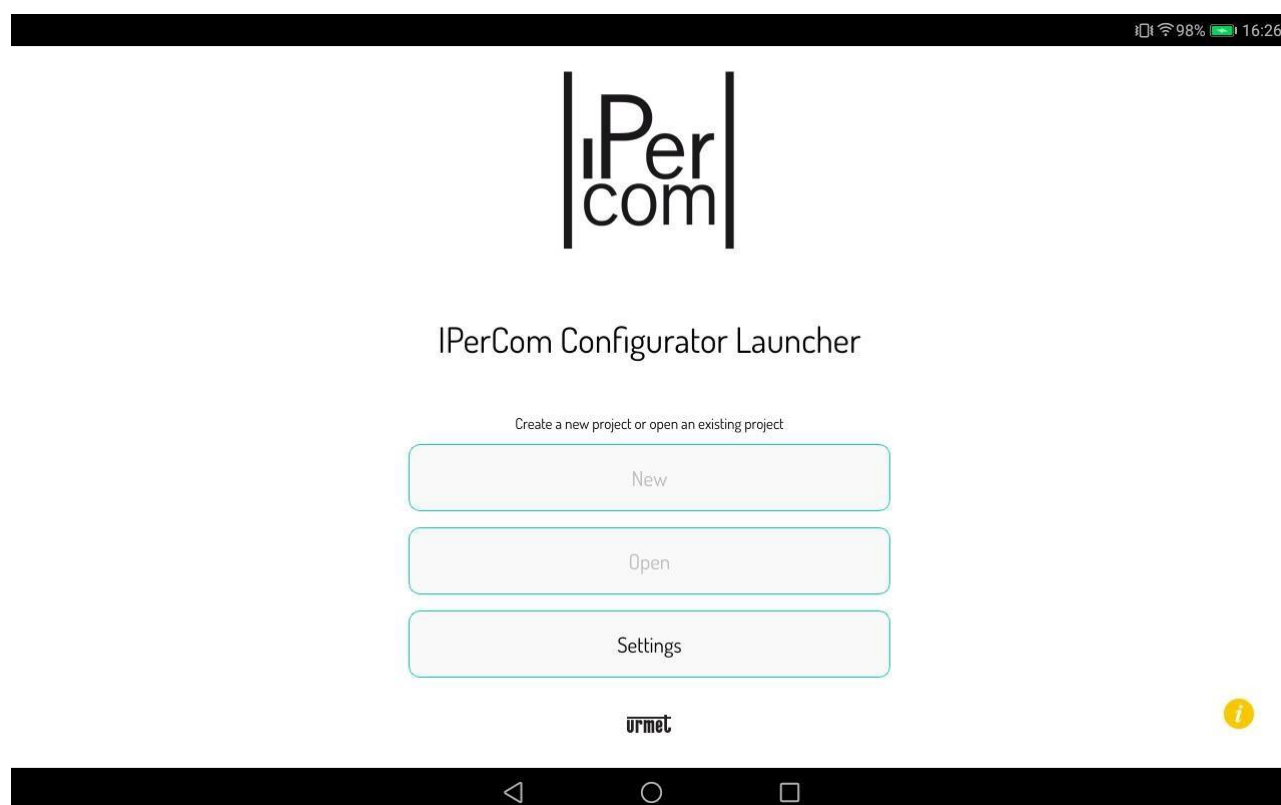 98% 16:26
IPer
com
IPerCom Configurator Launcher
Create a new project or open an existing project
New
Open
Settings
urmet
i